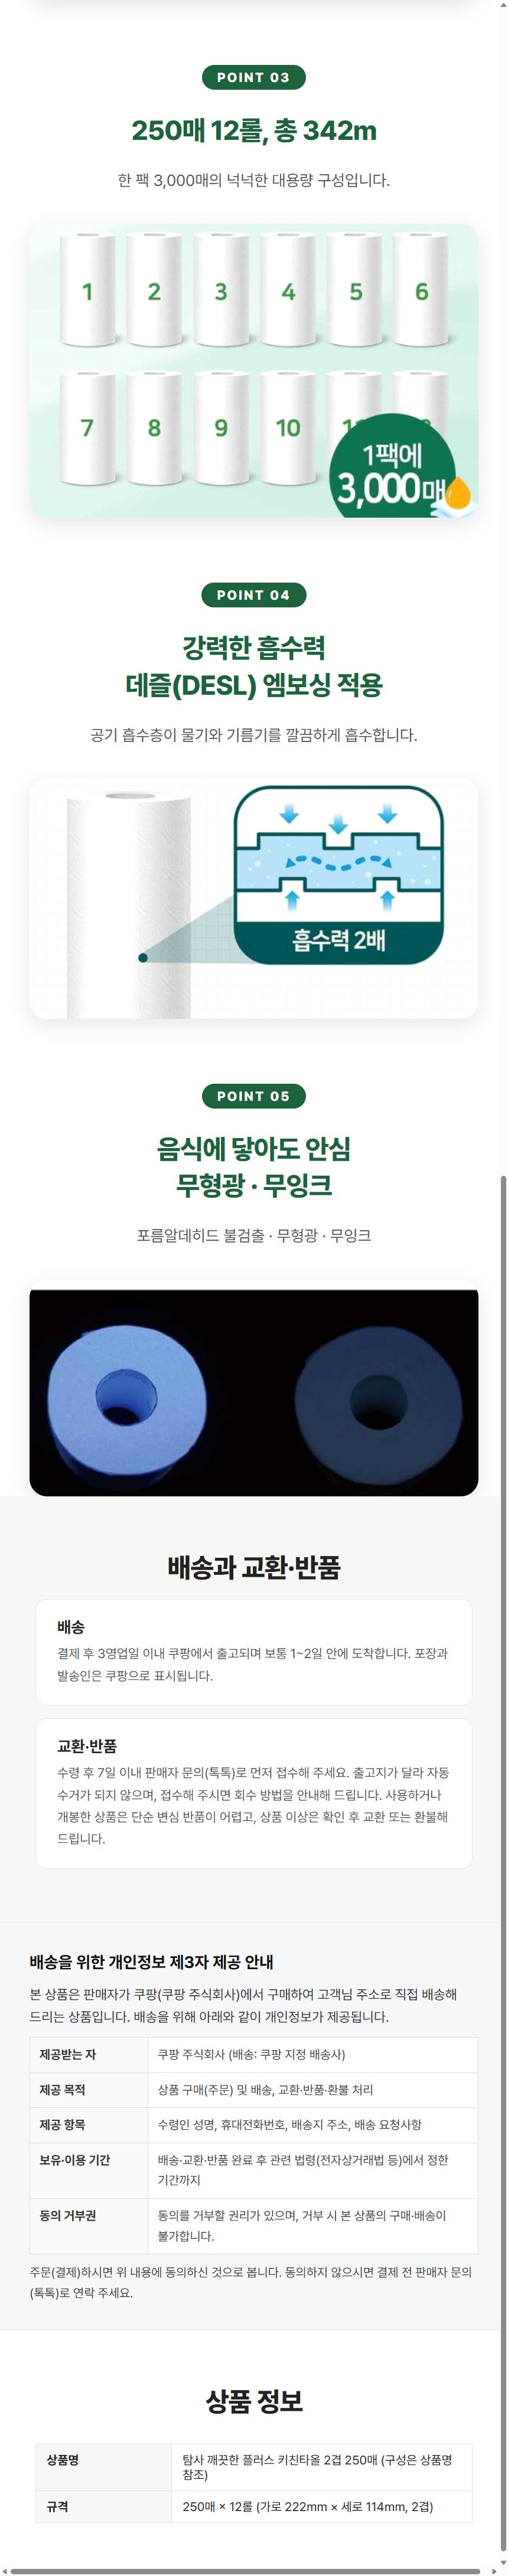 POINT 03
250매 12롤, 총 342m
한 팩 3,000매의 넉넉한 대용량 구성입니다.
1
2
3
4
5
6
7
8
9
10
1팩에
3,000매
POINT 04
강력한 흡수력
데즐(DESL) 엠보싱 적용
공기 흡수층이 물기와 기름기를 깔끔하게 흡수합니다.
흡수력 2배
POINT 05
음식에 닿아도 안심
무형광 · 무잉크
포름알데히드 불검출 · 무형광 · 무잉크
배송과 교환·반품
배송
결제 후 3영업일 이내 쿠팡에서 출고되며 보통 1~2일 안에 도착합니다. 포장과
발송인은 쿠팡으로 표시됩니다.
교환·반품
수령 후 7일 이내 판매자 문의(톡톡)로 먼저 접수해 주세요. 출고지가 달라 자동
수거가 되지 않으며, 접수해 주시면 회수 방법을 안내해 드립니다. 사용하거나
개봉한 상품은 단순 변심 반품이 어렵고, 상품 이상은 확인 후 교환 또는 환불해
드립니다.
배송을 위한 개인정보 제3자 제공 안내
본 상품은 판매자가 쿠팡(쿠팡 주식회사)에서 구매하여 고객님 주소로 직접 배송해
드리는 상품입니다. 배송을 위해 아래와 같이 개인정보가 제공됩니다.
제공받는 자 쿠팡 주식회사 (배송: 쿠팡 지정 배송사)
제공 목적 상품 구매(주문) 및 배송, 교환·반품·환불 처리
제공 항목 수령인 성명, 휴대전화번호, 배송지 주소, 배송 요청사항
보유·이용 기간 배송·교환·반품 완료 후 관련 법령(전자상거래법 등)에서 정한
기간까지
동의 거부권 동의를 거부할 권리가 있으며, 거부 시 본 상품의 구매·배송이
불가합니다.
주문(결제)하시면 위 내용에 동의하신 것으로 봅니다. 동의하지 않으시면 결제 전 판매자 문의
(톡톡)로 연락 주세요.
상품 정보
상품명 탐사 깨끗한 플러스 키친타올 2겹 250매 (구성은 상품명
참조)
규격 250매 × 12롤 (가로 222mm × 세로 114mm, 2겹)